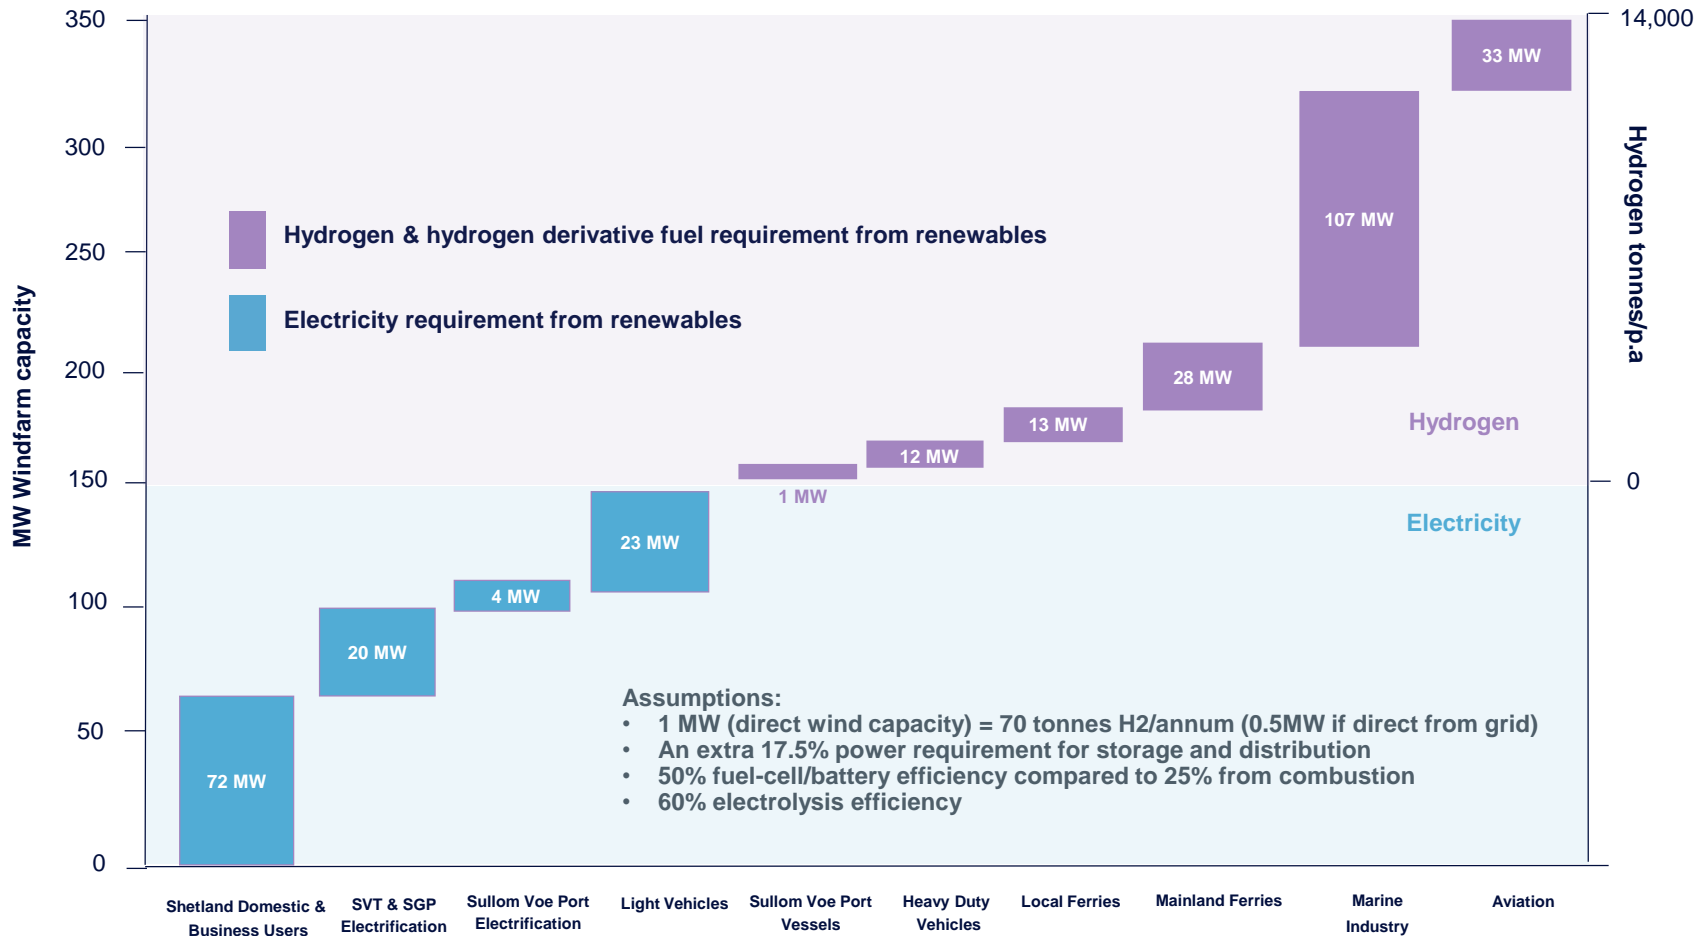 350
300
250
200
150
100
50
0
MW Windfarm capacity
14,000
0
Hydrogen tonnes/p.a
Hydrogen & hydrogen derivative fuel requirement from renewables
Electricity requirement from renewables
72 MW
20 MW
4 MW
23 MW
1 MW
12 MW
13 MW
28 MW
107 MW
33 MW
Hydrogen
Electricity
Assumptions:
• 1 MW (direct wind capacity) = 70 tonnes H2/annum (0.5MW if direct from grid)
• An extra 17.5% power requirement for storage and distribution
• 50% fuel-cell/battery efficiency compared to 25% from combustion
• 60% electrolysis efficiency
Shetland Domestic &
Business Users
SVT & SGP
Electrification
Sullom Voe Port
Electrification
Light Vehicles
Sullom Voe Port
Vessels
Heavy Duty
Vehicles
Local Ferries
Mainland Ferries
Marine
Industry
Aviation